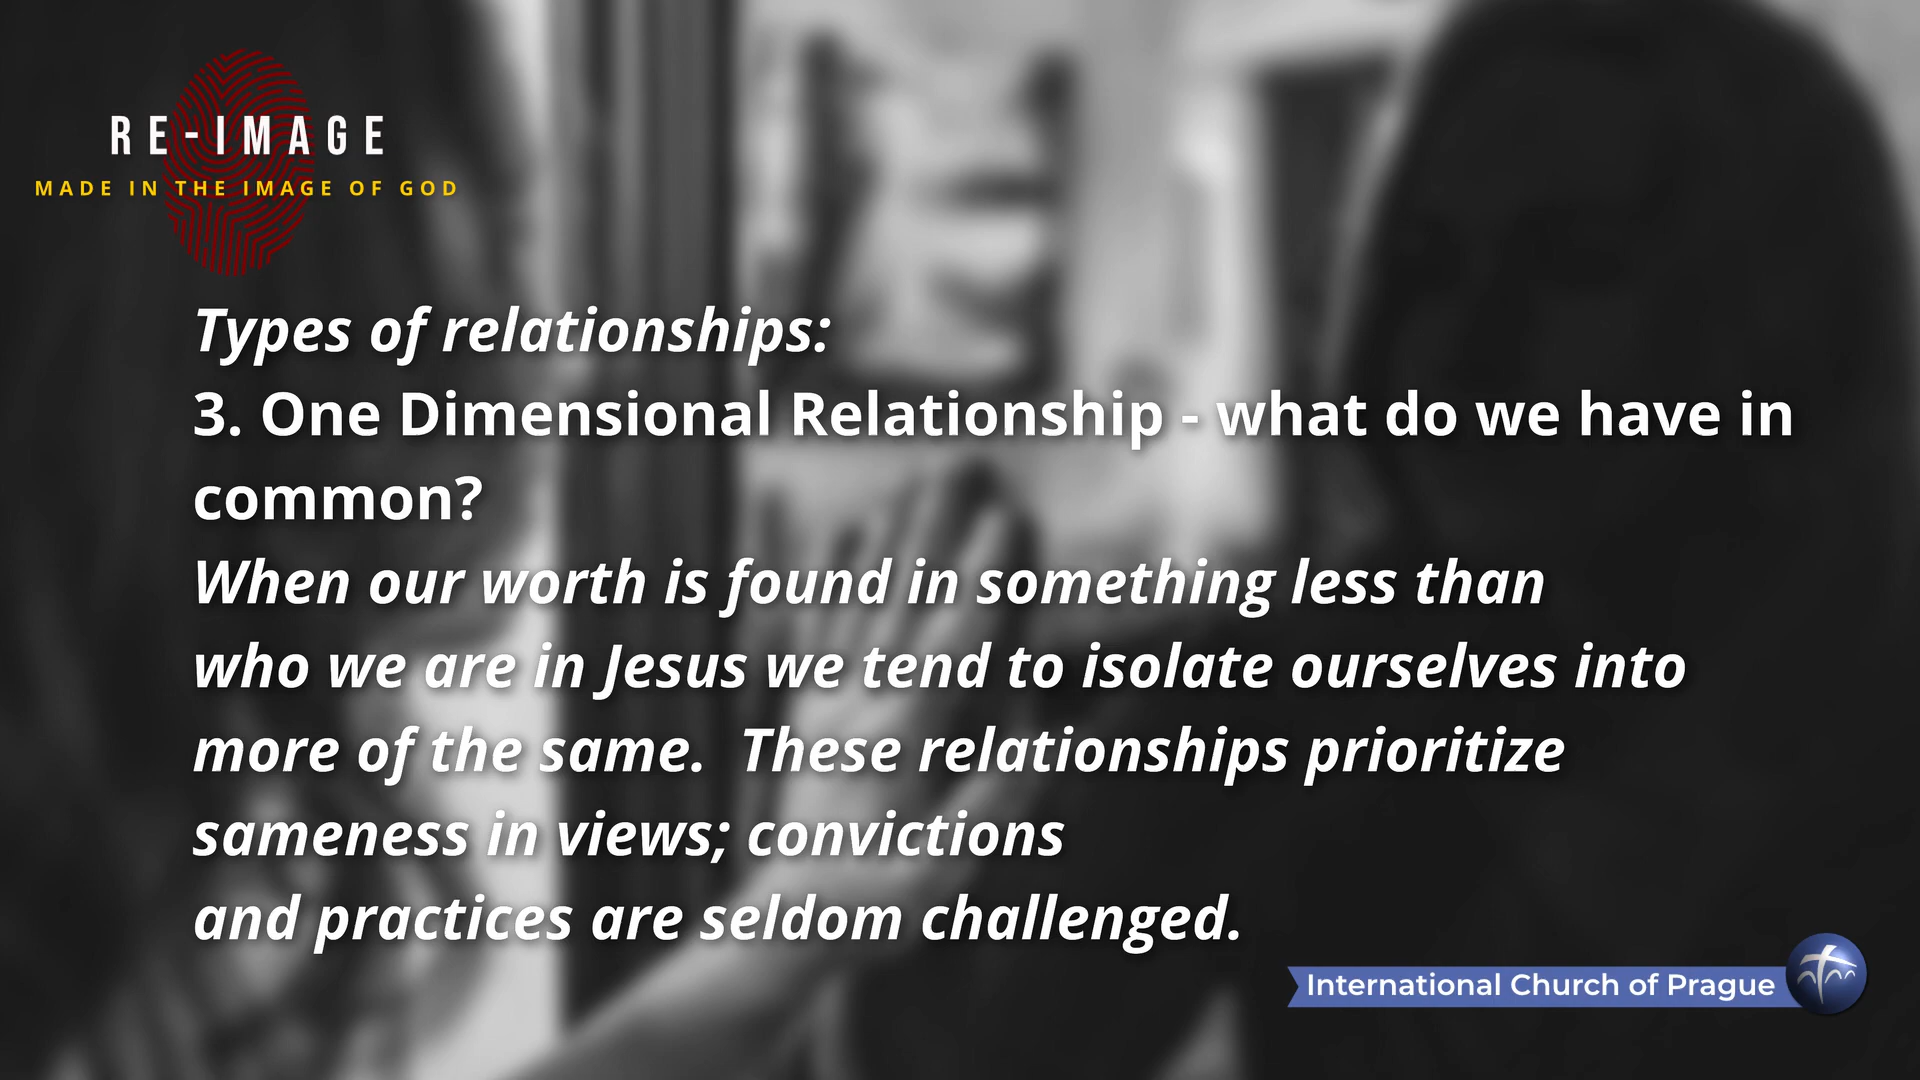 RE-IMAGE
MADE IN THE IMAGE OF GOD
Types of relationships:
3. One Dimensional Relationship - what do we have in
common?
When our worth is found in something less than
who we are in Jesus we tend to isolate ourselves into
more of the same.  These relationships prioritize
sameness in views; convictions
and practices are seldom challenged.
International Church of Prague